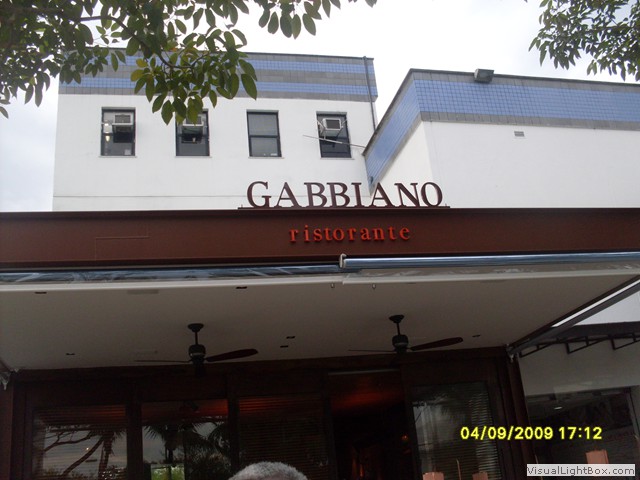 GABBIANO
ristorante
04/09/2009 17:12
VisualLightBox.com